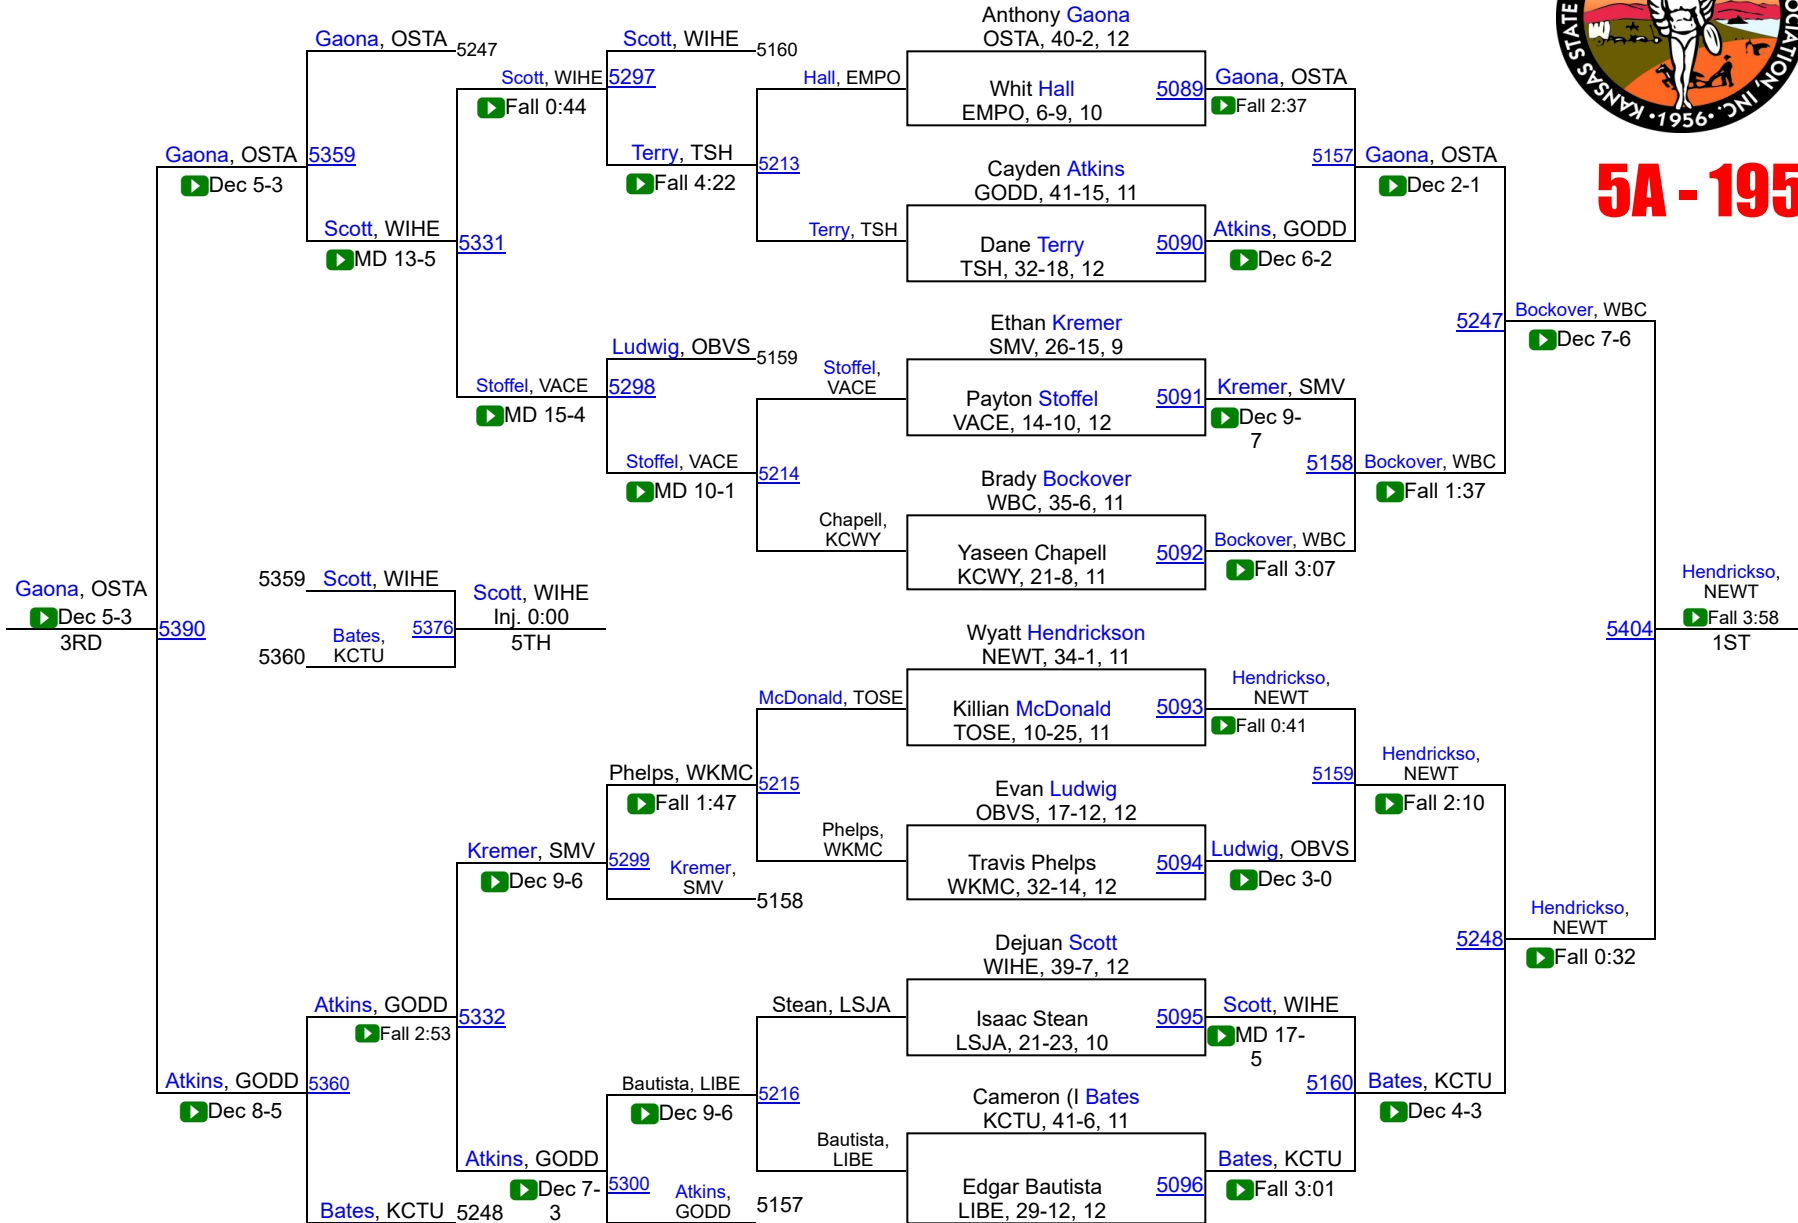 Anthony Gaona
OSTA, 40-2, 12
Gaona, OSTA
5247
Scott, WIHE
5160
Scott, WIHE
5297
Fall 0:44
Hall, EMPO
Whit Hall
EMPO, 6-9, 10
5089
Gaona, OSTA
Fall 2:37
KANSAS STATE
OCIATION, INC.
•1956•
5A - 195
Gaona, OSTA
5359
Dec 5-3
Terry, TSH
5213
Fall 4:22
Cayden Atkins
GODD, 41-15, 11
5157
Gaona, OSTA
Dec 2-1
Scott, WIHE
5331
MD 13-5
Terry, TSH
Dane Terry
TSH, 32-18, 12
5090
Atkins, GODD
Dec 6-2
Ethan Kremer
SMV, 26-15, 9
5247
Bockover, WBC
Dec 7-6
Ludwig, OBVS
5159
Stoffel, VACE
5298
MD 15-4
Stoffel,
VACE
Payton Stoffel
VACE, 14-10, 12
5091
Kremer, SMV
Dec 9-
7
Stoffel, VACE
5214
MD 10-1
Brady Bockover
WBC, 35-6, 11
5158
Bockover, WBC
Fall 1:37
Chapell,
KCWY
Yaseen Chapell
KCWY, 21-8, 11
5092
Bockover, WBC
Fall 3:07
Gaona, OSTA
Dec 5-3
3RD
5390
5359
Scott, WIHE
5360
Bates,
KCTU
5376
Scott, WIHE
Inj. 0:00
5TH
Wyatt Hendrickson
NEWT, 34-1, 11
5404
Hendrickso,
NEWT
Fall 3:58
1ST
McDonald, TOSE
Killian McDonald
TOSE, 10-25, 11
5093
Hendrickso,
NEWT
Fall 0:41
Phelps, WKMC
5215
Fall 1:47
Evan Ludwig
OBVS, 17-12, 12
5159
Hendrickso,
NEWT
Fall 2:10
Kremer, SMV
5299
Dec 9-6
Kremer,
SMV
5158
Phelps,
WKMC
Travis Phelps
WKMC, 32-14, 12
5094
Ludwig, OBVS
Dec 3-0
Dejuan Scott
WIHE, 39-7, 12
5248
Hendrickso,
NEWT
Fall 0:32
Atkins, GODD
5332
Fall 2:53
Stean, LSJA
Isaac Stean
LSJA, 21-23, 10
5095
Scott, WIHE
MD 17-
5
Atkins, GODD
5360
Dec 8-5
Bautista, LIBE
5216
Dec 9-6
Cameron (I Bates
KCTU, 41-6, 11
5160
Bates, KCTU
Dec 4-3
Atkins, GODD
5300
Dec 7-
3
Atkins,
GODD
5157
Bautista,
LIBE
Edgar Bautista
LIBE, 29-12, 12
5096
Bates, KCTU
Fall 3:01
Bates, KCTU
5248